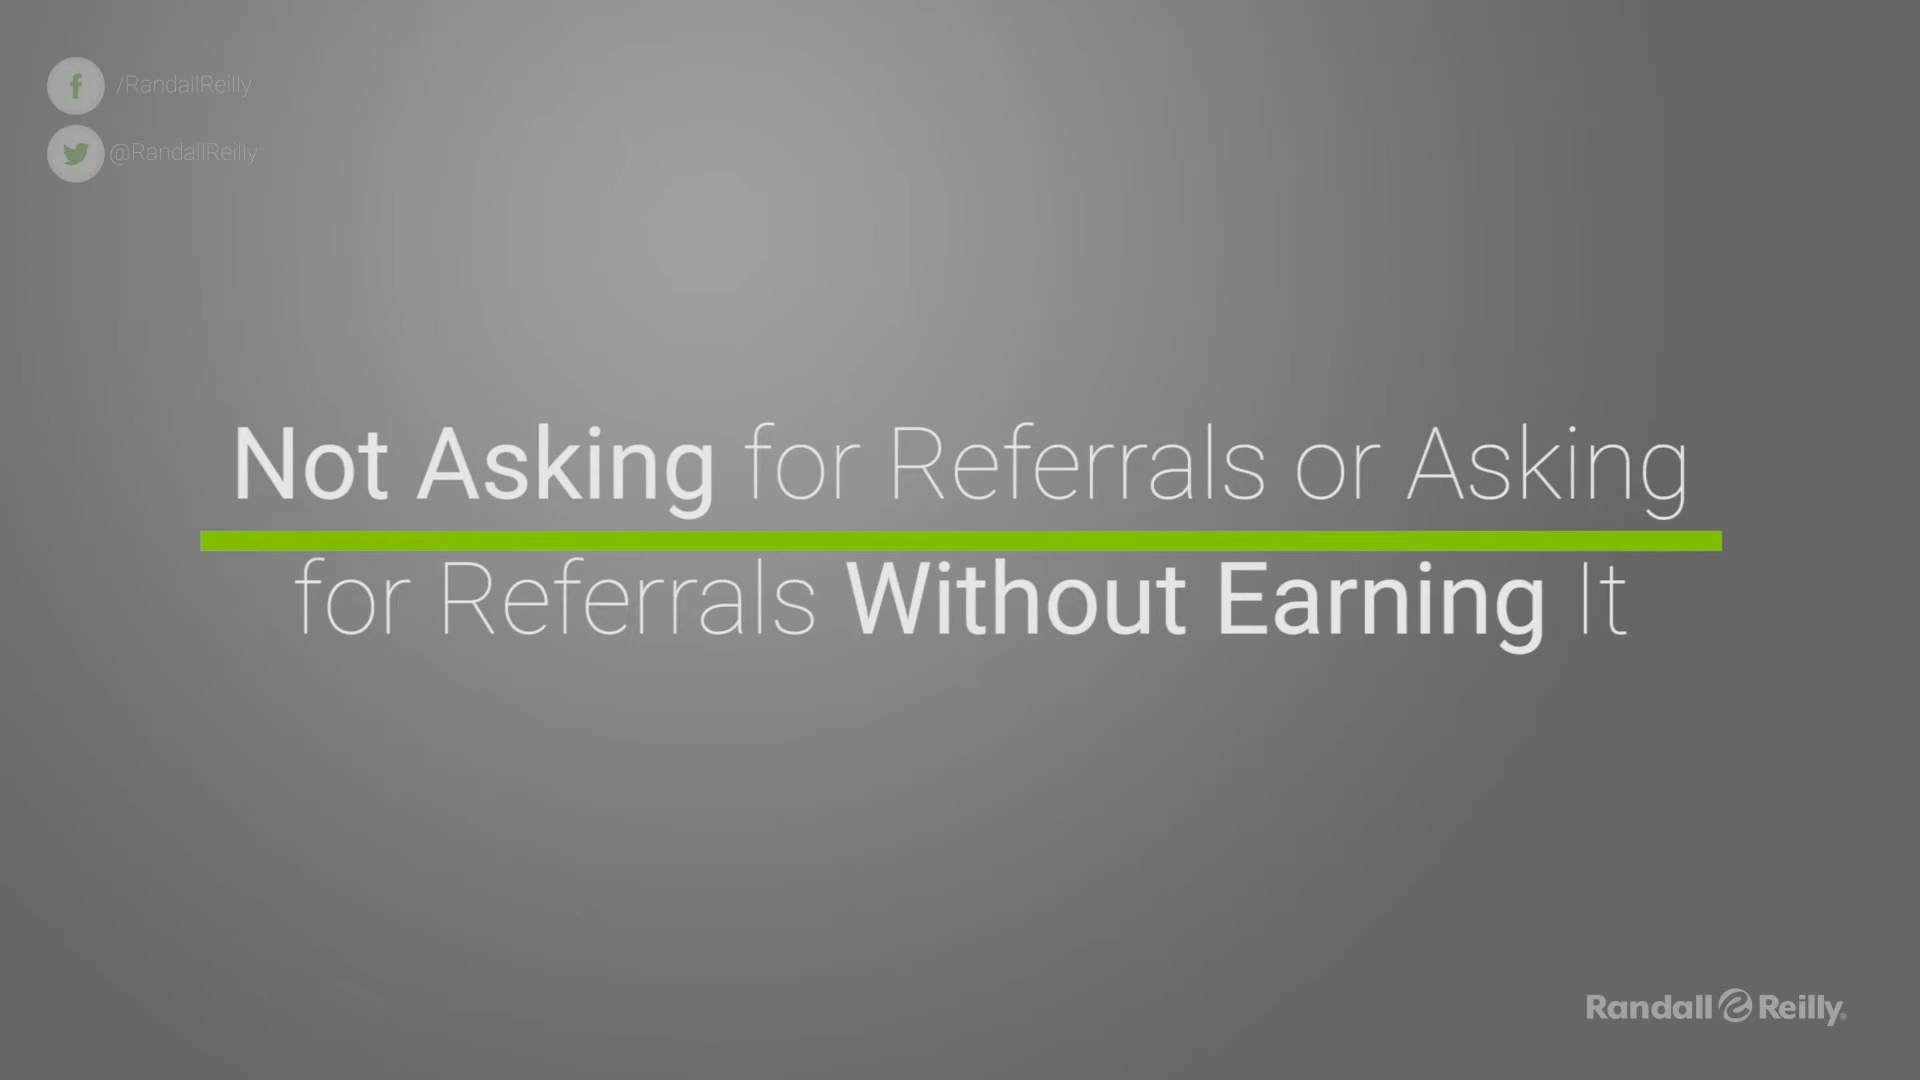 /RandallReilly
@RandallReilly
Not Asking for Referrals or Asking
for Referrals Without Earning It
Randall Reilly®